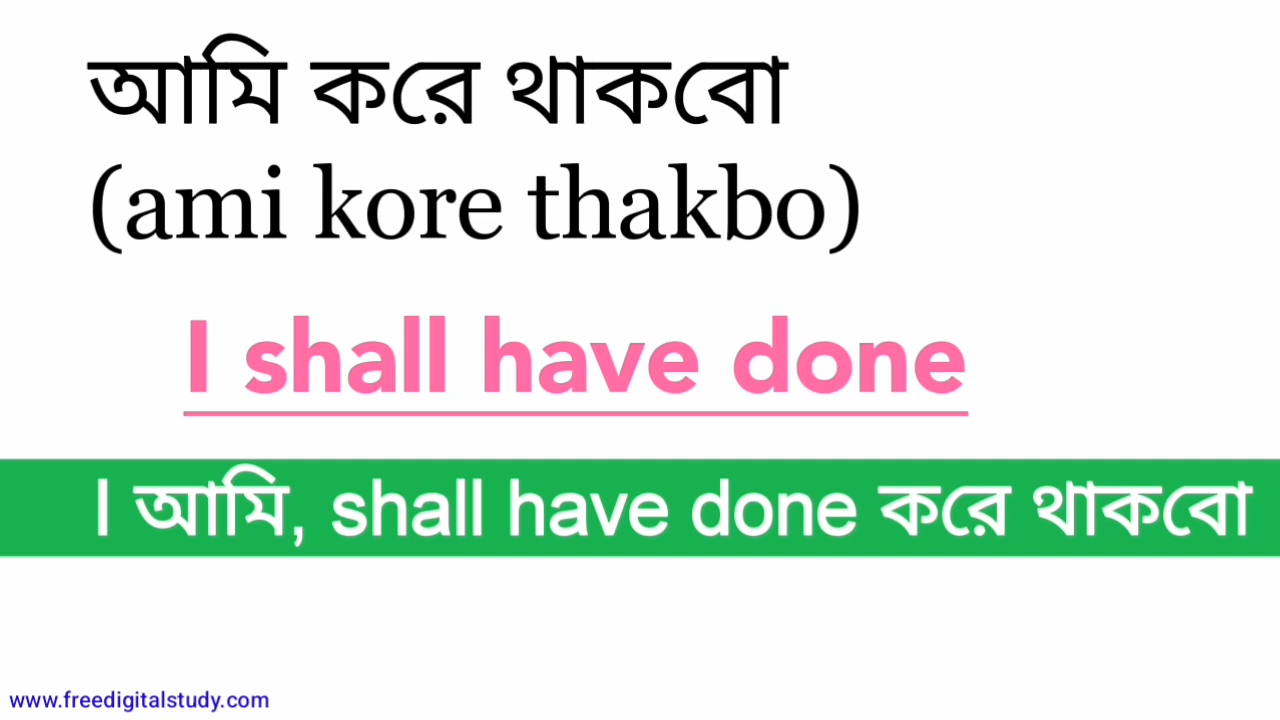 আমি করে থাকবো
(ami kore thakbo)
I shall have done
I আমি, shall have done করে থাকবো
www.freedigitalstudy.com